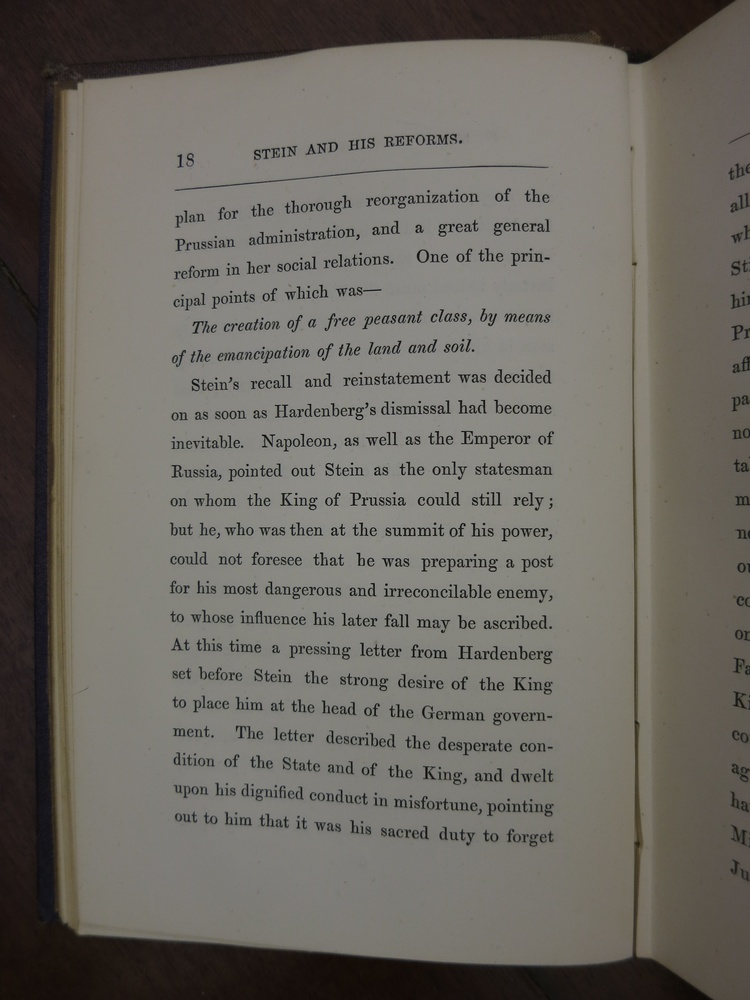 18 STEIN AND HIS REFORMS.
plan for the thorough reorganization of the
Prussian administration, and a great general
reform in her social relations. One of the prin-
cipal points of which was—
The creation of a free peasant class, by means
of the emancipation of the land and soil.
Stein's recall and reinstatement was decided
on as soon as Hardenberg's dismissal had become
inevitable. Napoleon, as well as the Emperor of
Russia, pointed out Stein as the only statesman
on whom the King of Prussia could still rely;
but he, who was then at the summit of his power,
could not foresee that he was preparing a post
for his most dangerous and irreconcilable enemy,
to whose influence his later fall may be ascribed.
At this time a pressing letter from Hardenberg
set before Stein the strong desire of the King
to place him at the head of the German govern-
ment. The letter described the desperate con-
dition of the State and of the King, and dwelt
upon his dignified conduct in misfortune, pointing
out to him that it was his sacred duty to forget